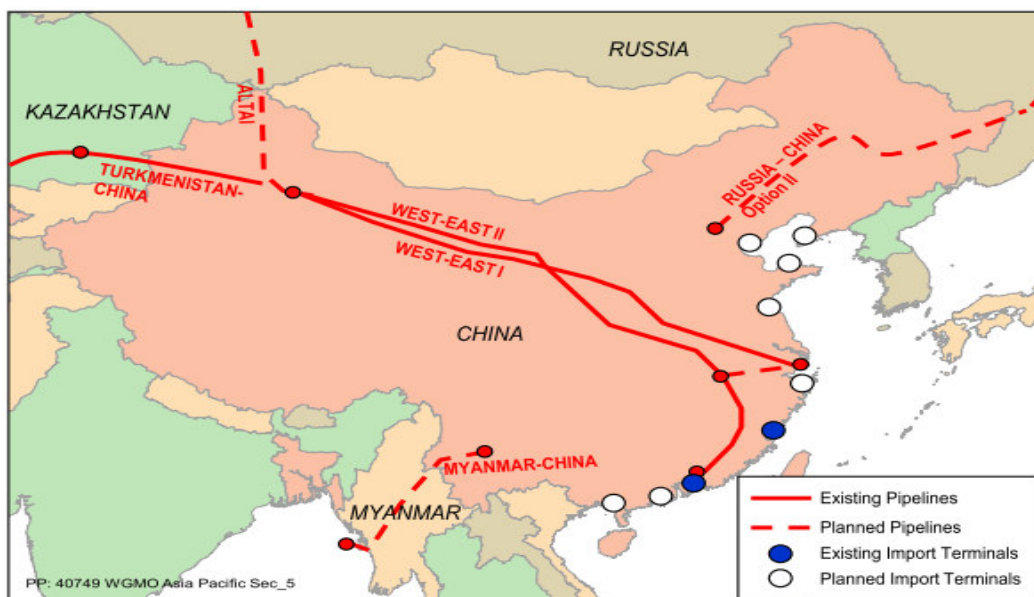 RUSSIA
KAZAKHSTAN
ALTAI
TURKMENISTAN-
CHINA
RUSSIA – CHINA
Option II
WEST-EAST II
WEST-EAST I
CHINA
MYANMAR-CHINA
MYANMAR
Existing Pipelines
Planned Pipelines
Existing Import Terminals
Planned Import Terminals
PP: 40749 WGMO Asia Pacific Sec_5